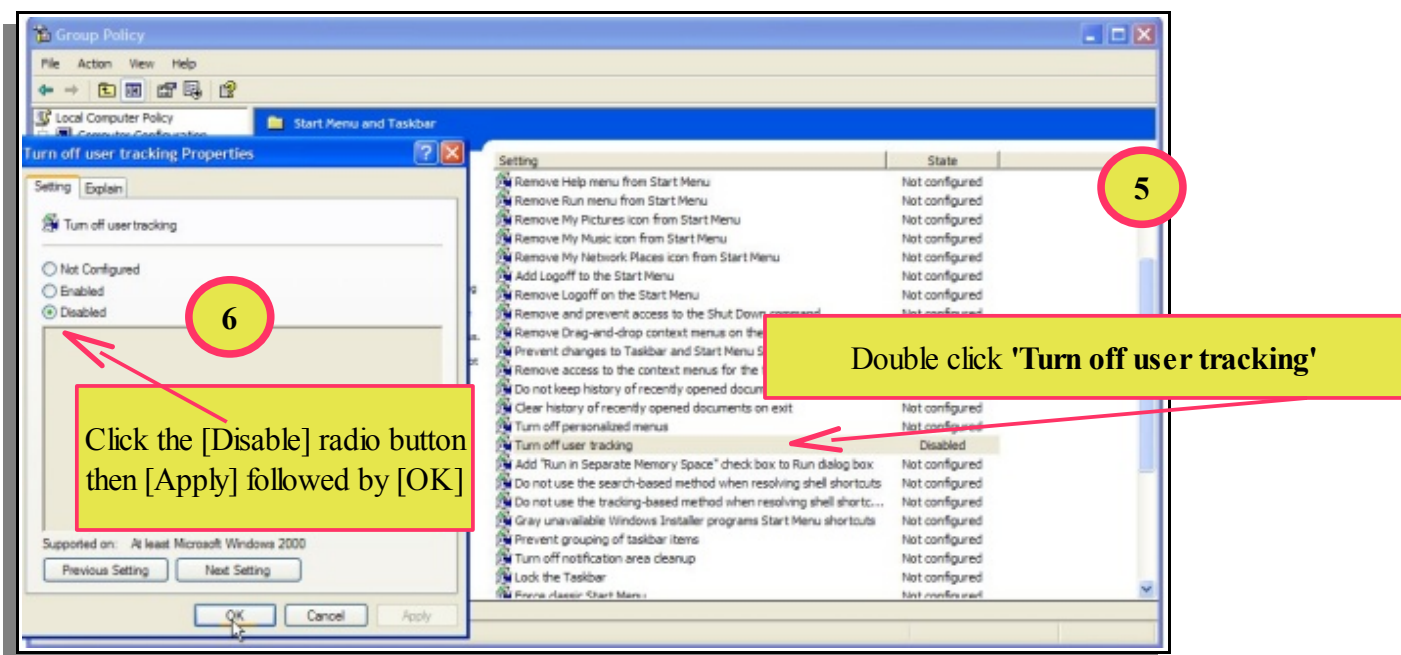 Group Policy
File Action View Help
Local Computer Policy
Computer Configuration
Start Menu and Taskbar
Turn off user tracking Properties
Setting Explain
Turn off user tracking
Not Configured
Enabled
Disabled
6
Click the [Disable] radio button
then [Apply] followed by [OK]
Supported on: At least Microsoft Windows 2000
Previous Setting Next Setting
OK Cancel Apply
Setting State
5
Remove Help menu from Start Menu Not configured
Remove Run menu from Start Menu Not configured
Remove My Pictures icon from Start Menu Not configured
Remove My Music icon from Start Menu Not configured
Remove My Network Places icon from Start Menu Not configured
Add Logoff to the Start Menu Not configured
Remove Logoff on the Start Menu Not configured
Remove and prevent access to the Shut Down command Not configured
Remove Drag-and-drop context menus on the
Prevent changes to Taskbar and Start Menu S
Remove access to the context menus for the
Do not keep history of recently opened docum
Clear history of recently opened documents on exit Not configured
Turn off personalized menus Not configured
Turn off user tracking Disabled
Add "Run in Separate Memory Space" check box to Run dialog box Not configured
Do not use the search-based method when resolving shell shortcuts Not configured
Do not use the tracking-based method when resolving shell shortc... Not configured
Gray unavailable Windows Installer programs Start Menu shortcuts Not configured
Prevent grouping of taskbar items Not configured
Turn off notification area cleanup Not configured
Lock the Taskbar Not configured
Force classic Start Menu Not configured
Double click 'Turn off user tracking'